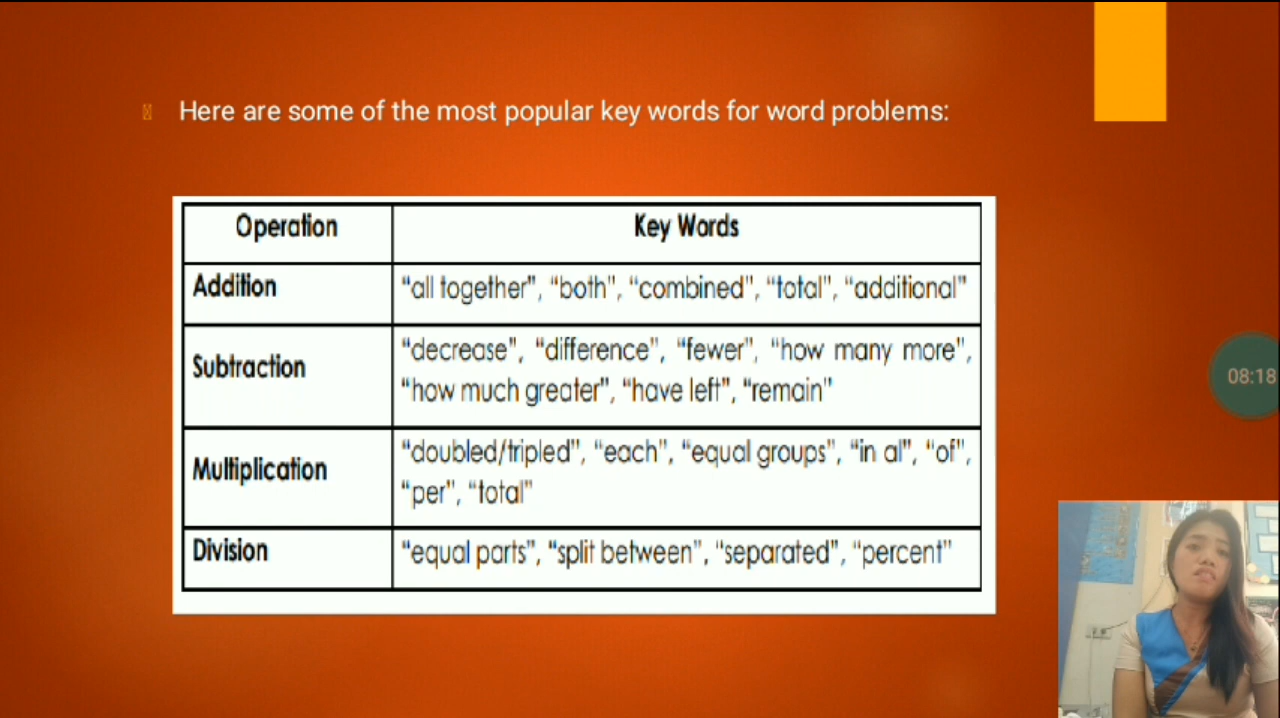 Here are some of the most popular key words for word problems:
Operation
Key Words
Addition
“all together”, “both”, “combined”, “total”, “additional”
Subtraction
“decrease”, “difference”, “fewer”, “how many more”,
“how much greater”, “have left”, “remain”
Multiplication
“doubled/tripled”, “each”, “equal groups”, “in al”, “of”,
“per”, “total”
Division
“equal parts”, “split between”, “separated”, “percent”
08:18